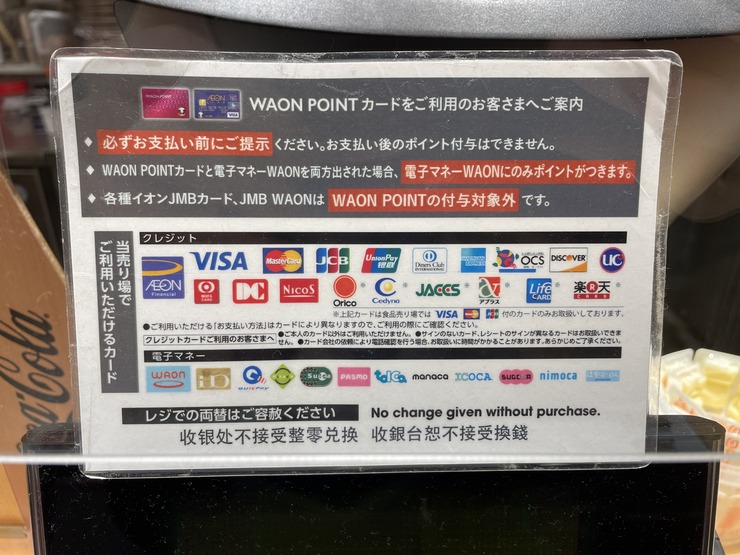 WAON POINT AEON VISA
WAON POINT カードをご利用のお客さまへご案内
◆ 必ずお支払い前にご提示ください。お支払い後のポイント付与はできません。
◆ WAON POINTカードと電子マネーWAONを両方出された場合、電子マネーWAONにのみポイントがつきます。
◆ 各種イオンJMBカード、JMB WAONは WAON POINTの付与対象外 です。
当売り場で
ご利用いただけるカード
クレジット
AEON Financial VISA MasterCard JCB UnionPay 银联 Diners Club INTERNATIONAL AMERICAN EXPRESS OCS DISCOVER UC
MUFG CARD DC NICOS Orico Cedyna JACCS アプラス Life CARD 楽天 CARD
※上記カードは食品売り場では VISA MasterCard JCB 付のカードのみお取扱いしております。
●ご利用いただける「お支払い方法」はカードにより異なりますので、ご利用の際にご確認ください。
クレジットカードご利用のお客さまへ
●ご本人のカード以外はご利用いただけません。●サインのないカード、レシートのサインが異なるカードはお取扱いできません。●カード会社の依頼により電話確認を行う場合、お取扱いに時間がかかることがあります。あらかじめご了承ください。
電子マネー
WAON iD QUICPay Suica PASMO toica manaca ICOCA SUGOCA nimoca はやかけん
レジでの両替はご容赦ください No change given without purchase.
收银处不接受整零兑换 收銀台恕不接受換錢
Coca-Cola